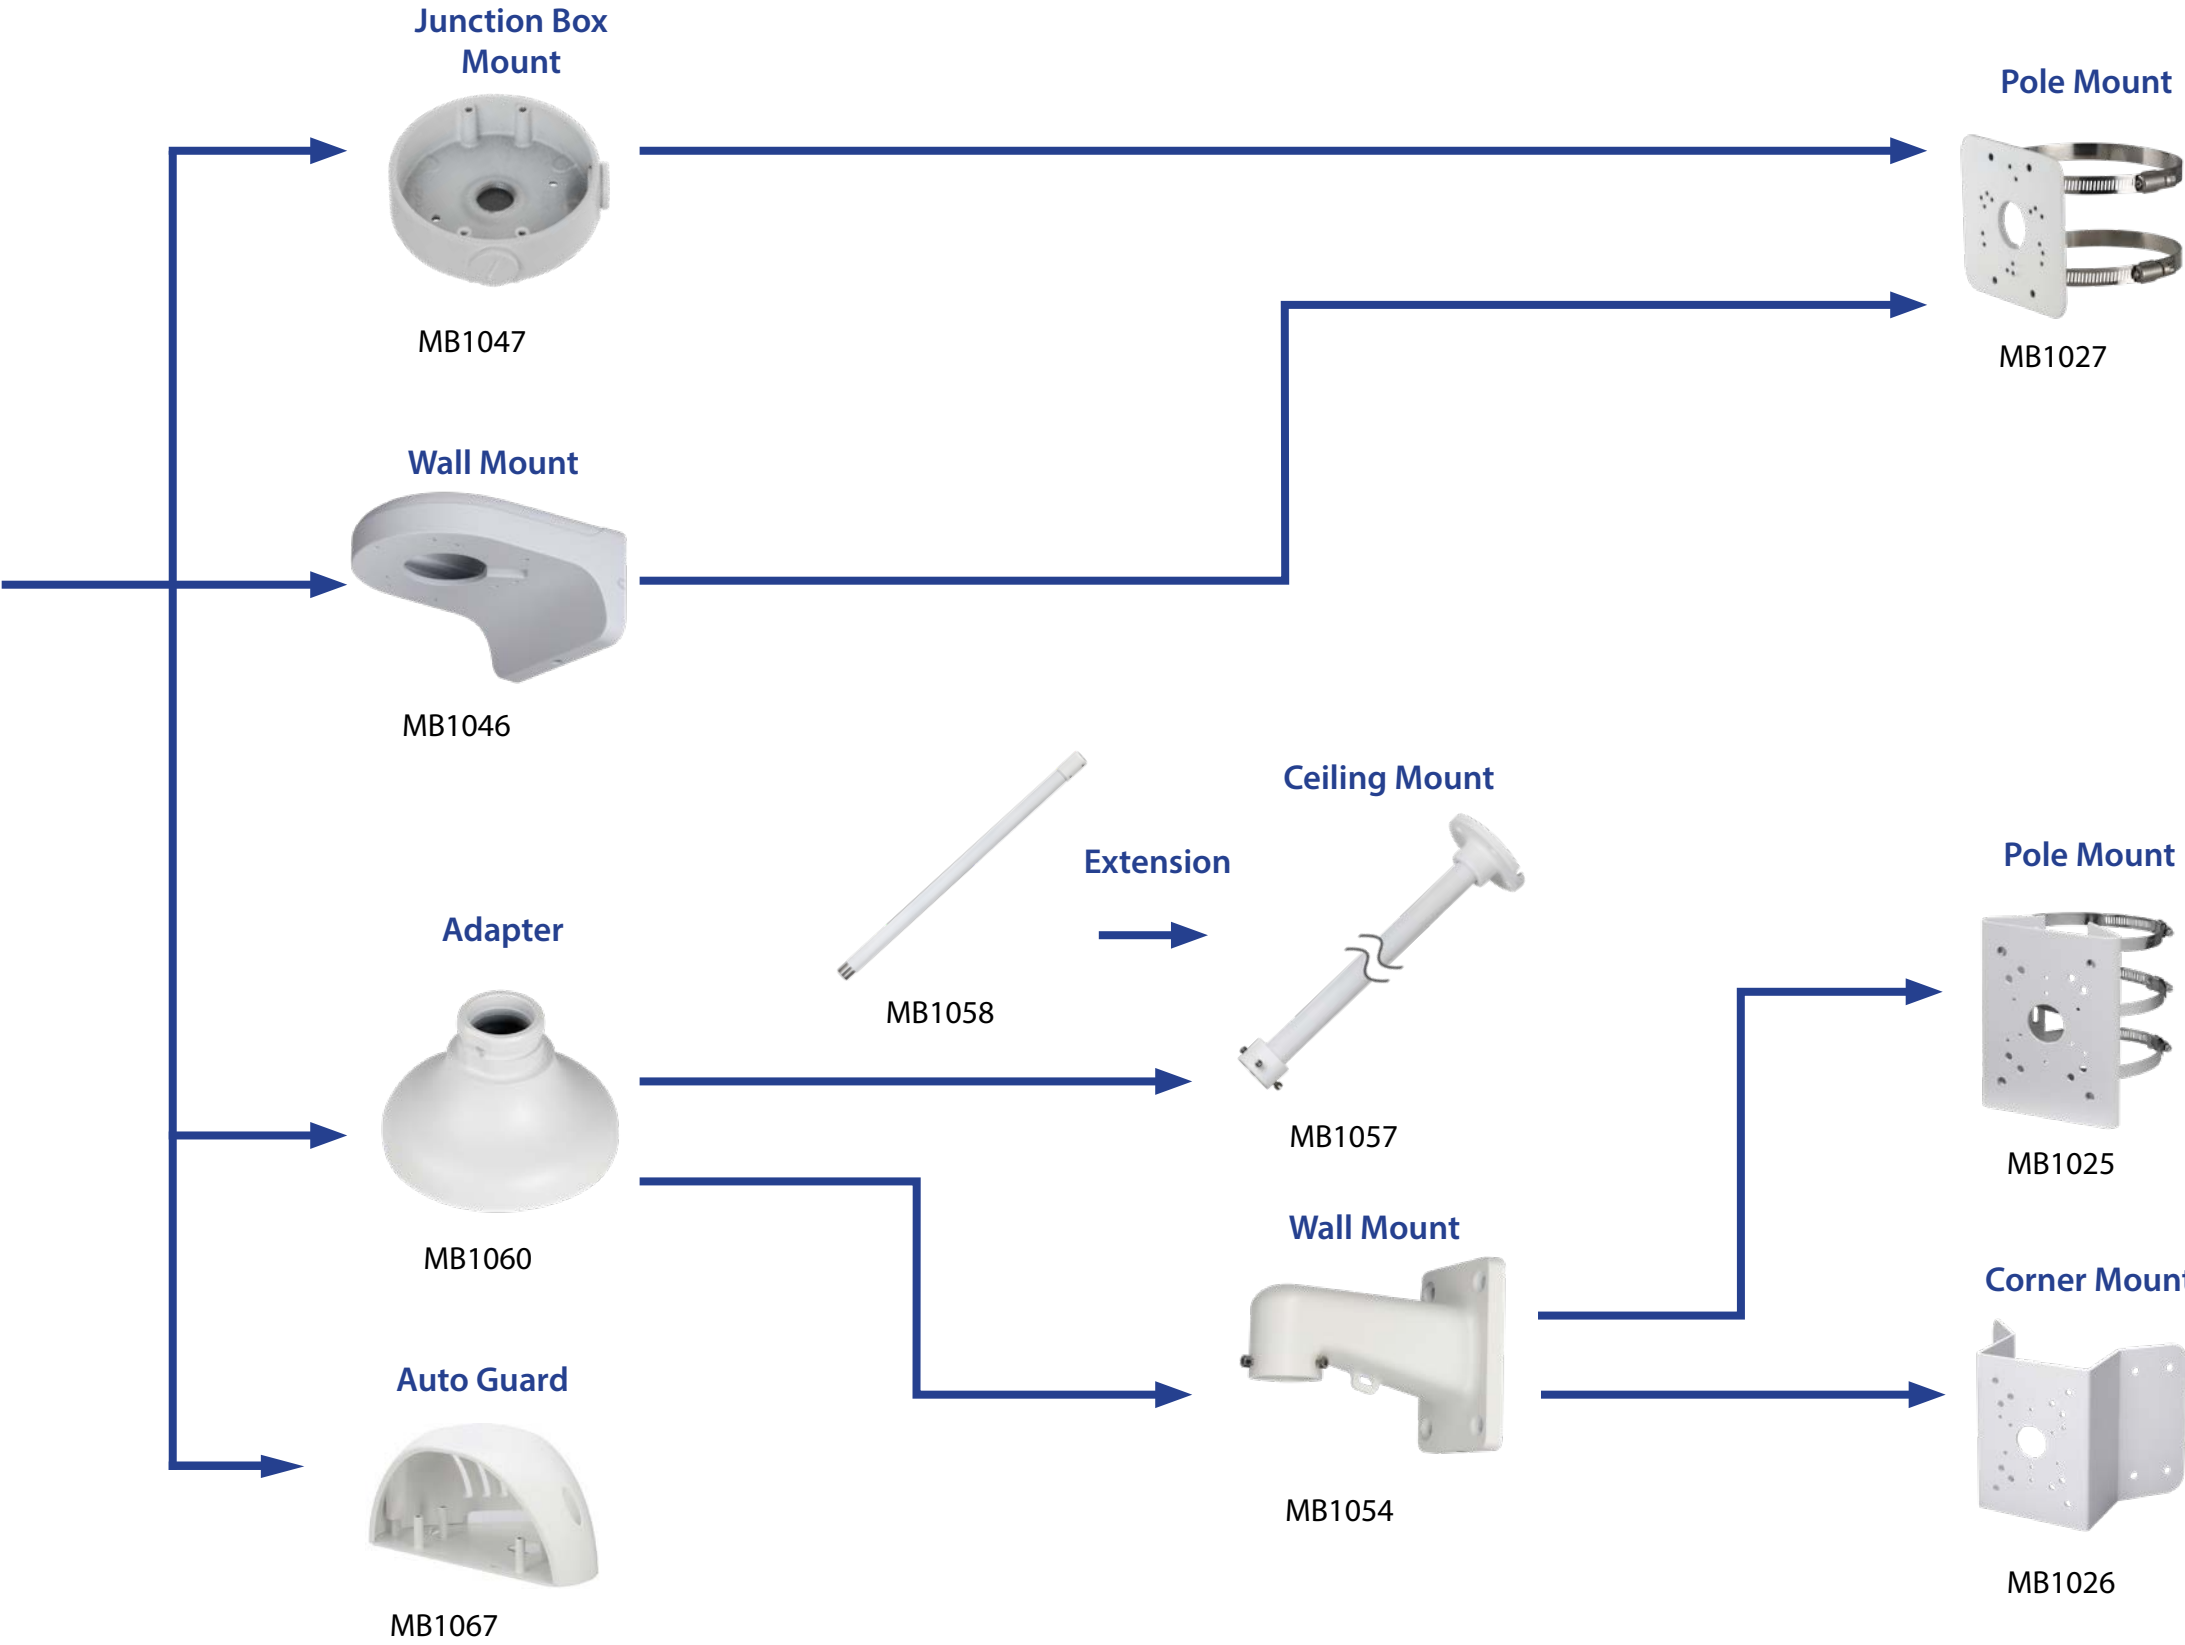 Junction Box
Mount
MB1047
Pole Mount
MB1027
Wall Mount
MB1046
MB1058
Extension
Ceiling Mount
MB1057
Adapter
MB1060
Pole Mount
MB1025
Wall Mount
MB1054
Corner Mount
MB1026
Auto Guard
MB1067